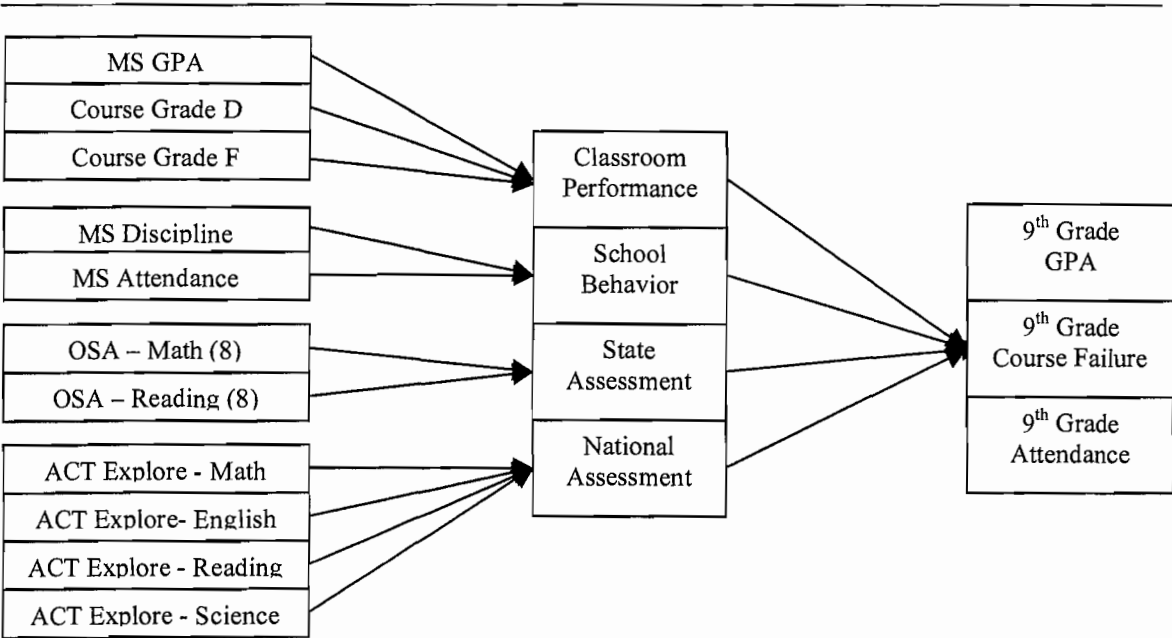 MS GPA
Course Grade D
Course Grade F
MS Discipline
MS Attendance
OSA – Math (8)
OSA – Reading (8)
ACT Explore - Math
ACT Explore- English
ACT Explore - Reading
ACT Explore - Science
Classroom
Performance
School
Behavior
State
Assessment
National
Assessment
9th Grade
GPA
9th Grade
Course Failure
9th Grade
Attendance